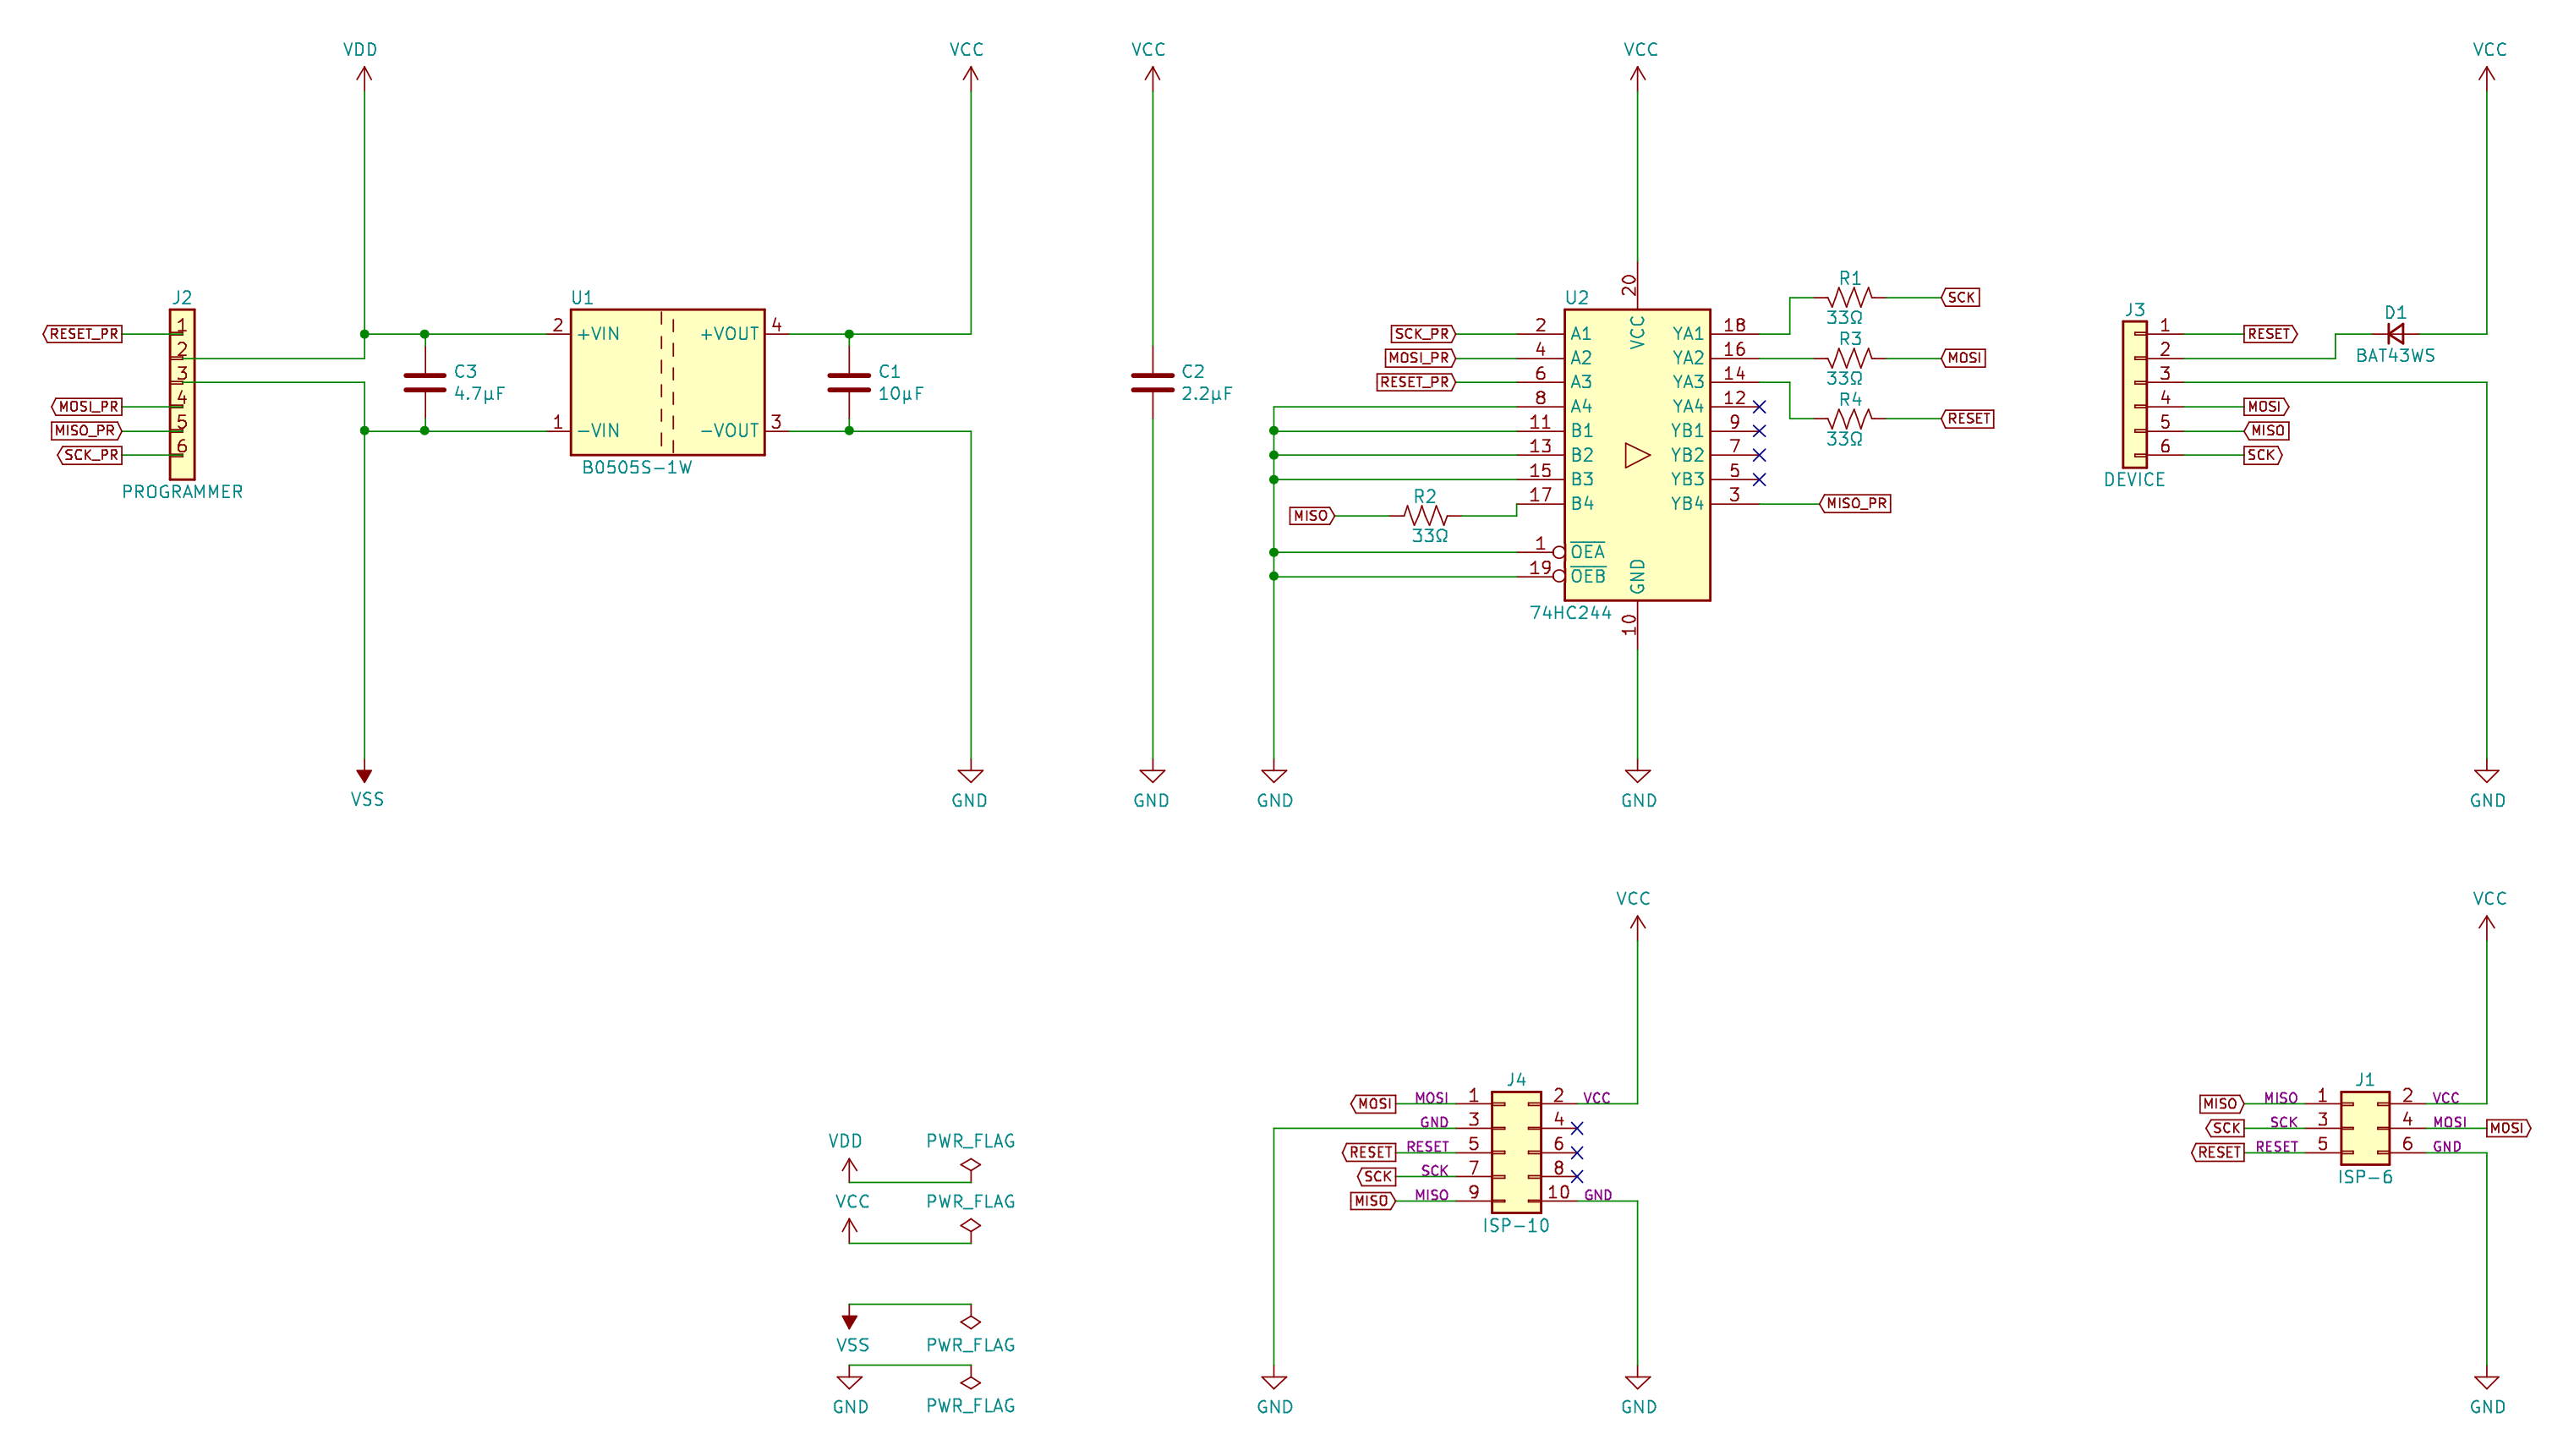 VDD
VCC
VCC
VCC
VCC
J2
RESET_PR
1
2
3
MOSI_PR
4
MISO_PR
5
SCK_PR
6
PROGRAMMER
C3
4.7µF
VSS
U1
2
+VIN
+VOUT
4
1
−VIN
−VOUT
3
B0505S−1W
C1
10µF
GND
C2
2.2µF
GND
GND
U2
20
VCC
SCK_PR
2
A1
YA1
18
MOSI_PR
4
A2
YA2
16
RESET_PR
6
A3
YA3
14
8
A4
YA4
12
11
B1
YB1
9
13
B2
YB2
7
15
B3
YB3
5
17
B4
YB4
3
MISO_PR
MISO
R2
33Ω
1
OEA
19
OEB
GND
74HC244
10
GND
R1
33Ω
SCK
R3
33Ω
MOSI
R4
33Ω
RESET
J3
1
RESET
2
3
4
MOSI
5
MISO
6
SCK
DEVICE
D1
BAT43WS
GND
VCC
VCC
J4
MOSI
MOSI
1
2
VCC
GND
3
4
RESET
RESET
5
6
SCK
SCK
7
8
MISO
MISO
9
10
GND
ISP−10
GND
GND
J1
MISO
MISO
1
2
VCC
SCK
SCK
3
4
MOSI
MOSI
RESET
RESET
5
6
GND
ISP−6
GND
VDD
PWR_FLAG
VCC
PWR_FLAG
VSS
PWR_FLAG
GND
PWR_FLAG